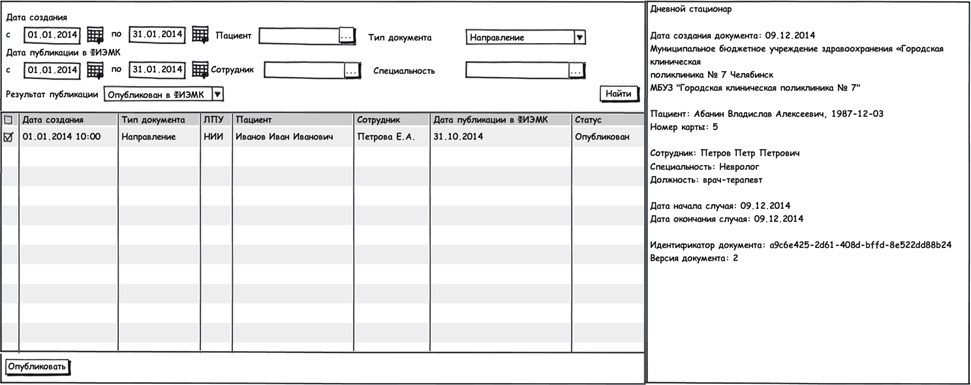 Дата создания
с 01.01.2014 по 31.01.2014 Пациент ... Тип документа Направление
Дата публикации в ФИЭМК
с 01.01.2014 по 31.01.2014 Сотрудник ... Специальность ...
Результат публикации Опубликован в ФИЭМК Найти
Дата создания Тип документа ЛПУ Пациент Сотрудник Дата публикации в ФИЭМК Статус
01.01.2014 10:00 Направление НИИ Иванов Иван Иванович Петрова Е.А. 31.10.2014 Опубликован
Опубликовать
Дневной стационар
Дата создания документа: 09.12.2014
Муниципальное бюджетное учреждение здравоохранения «Городская
клиническая
поликлиника № 7 Челябинск
МБУЗ "Городская клиническая поликлиника № 7"
Пациент: Абанин Владислав Алексеевич, 1987-12-03
Номер карты: 5
Сотрудник: Петров Петр Петрович
Специальность: Невролог
Должность: врач-терапевт
Дата начала случая: 09.12.2014
Дата окончания случая: 09.12.2014
Идентификатор документа: a9c6e425-2d61-408d-bffd-8e522dd88b24
Версия документа: 2